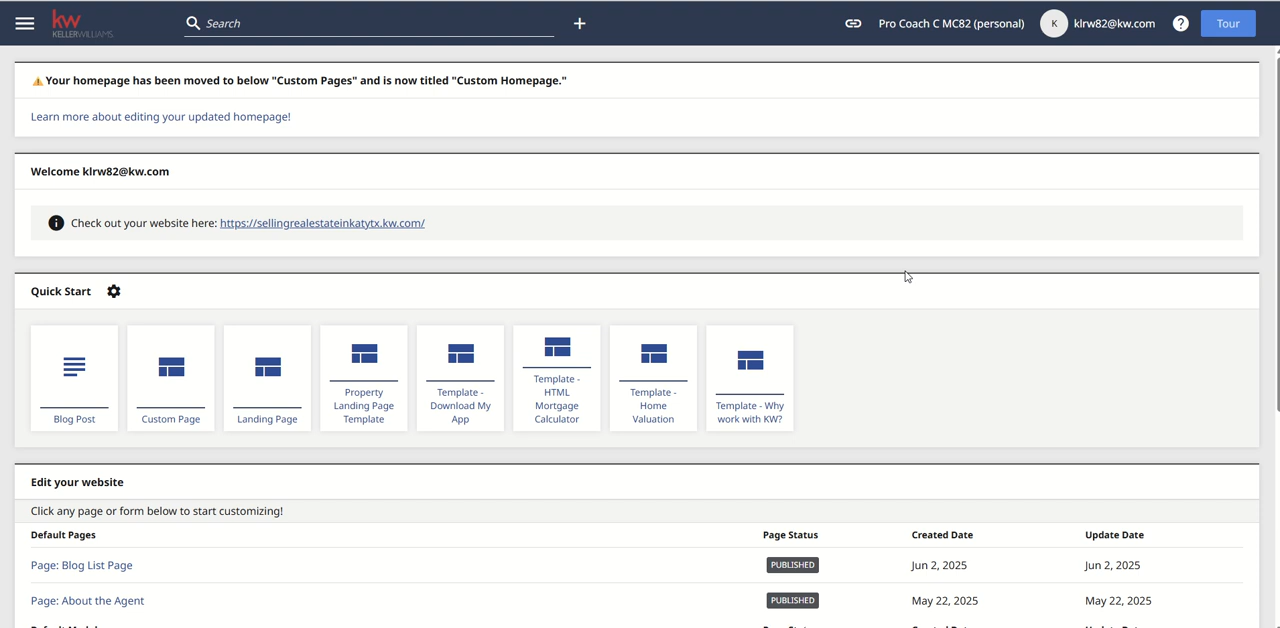 kw
KELLERWILLIAMS
Search
+
Pro Coach C MC82 (personal)
K
klrw82@kw.com
?
Tour
Your homepage has been moved to below "Custom Pages" and is now titled "Custom Homepage."
Learn more about editing your updated homepage!
Welcome klrw82@kw.com
Check out your website here: https://sellingrealestateinkatytx.kw.com/
Quick Start
Blog Post
Custom Page
Landing Page
Property
Landing Page
Template
Template -
Download My
App
Template -
HTML
Mortgage
Calculator
Template -
Home
Valuation
Template - Why
work with KW?
Edit your website
Click any page or form below to start customizing!
Default Pages Page Status Created Date Update Date
Page: Blog List Page PUBLISHED Jun 2, 2025 Jun 2, 2025
Page: About the Agent PUBLISHED May 22, 2025 May 22, 2025